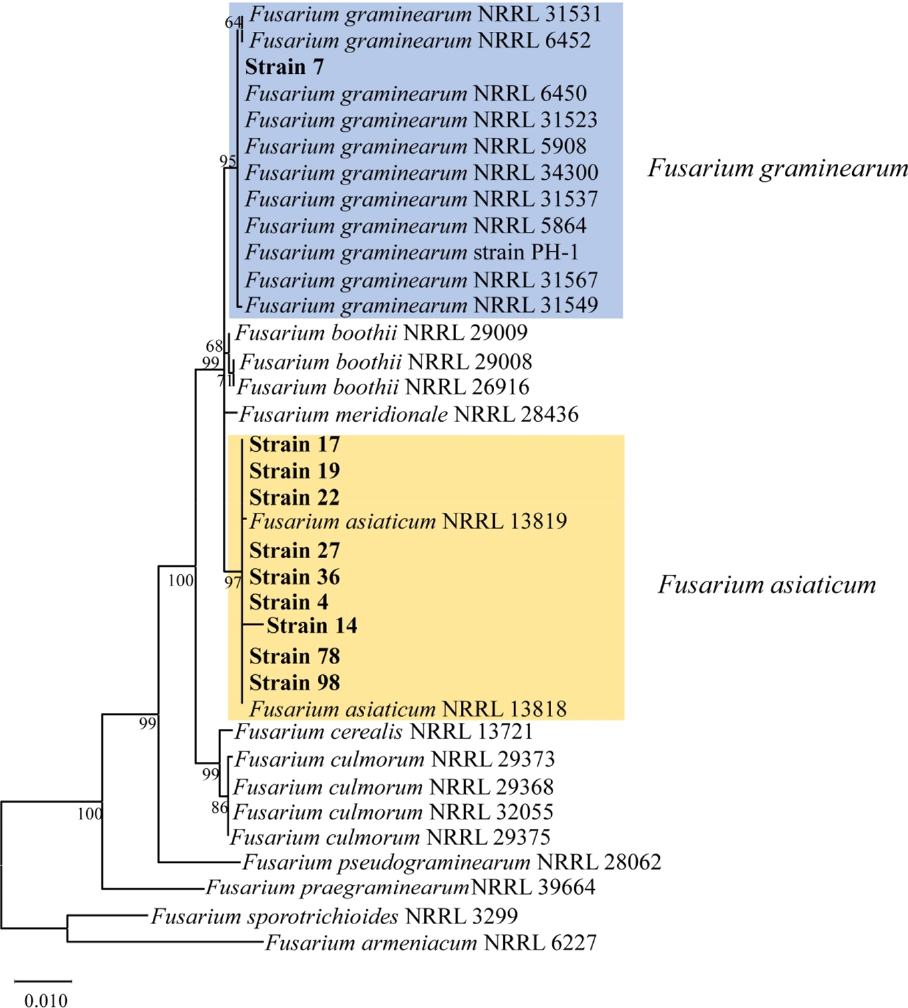 64
Fusarium graminearum NRRL 31531
Fusarium graminearum NRRL 6452
Strain 7
Fusarium graminearum NRRL 6450
Fusarium graminearum NRRL 31523
Fusarium graminearum NRRL 5908
95
Fusarium graminearum NRRL 34300
Fusarium graminearum
Fusarium graminearum NRRL 31537
Fusarium graminearum NRRL 5864
Fusarium graminearum strain PH-1
Fusarium graminearum NRRL 31567
Fusarium graminearum NRRL 31549
Fusarium boothii NRRL 29009
68
99
Fusarium boothii NRRL 29008
Fusarium boothii NRRL 26916
Fusarium meridionale NRRL 28436
Strain 17
Strain 19
Strain 22
Fusarium asiaticum NRRL 13819
Strain 27
100
97
Strain 36
Fusarium asiaticum
Strain 4
Strain 14
Strain 78
Strain 98
Fusarium asiaticum NRRL 13818
99
Fusarium cerealis NRRL 13721
Fusarium culmorum NRRL 29373
99
Fusarium culmorum NRRL 29368
86
Fusarium culmorum NRRL 32055
100
Fusarium culmorum NRRL 29375
Fusarium pseudograminearum NRRL 28062
Fusarium praegraminearumNRRL 39664
Fusarium sporotrichioides NRRL 3299
Fusarium armeniacum NRRL 6227
0.010